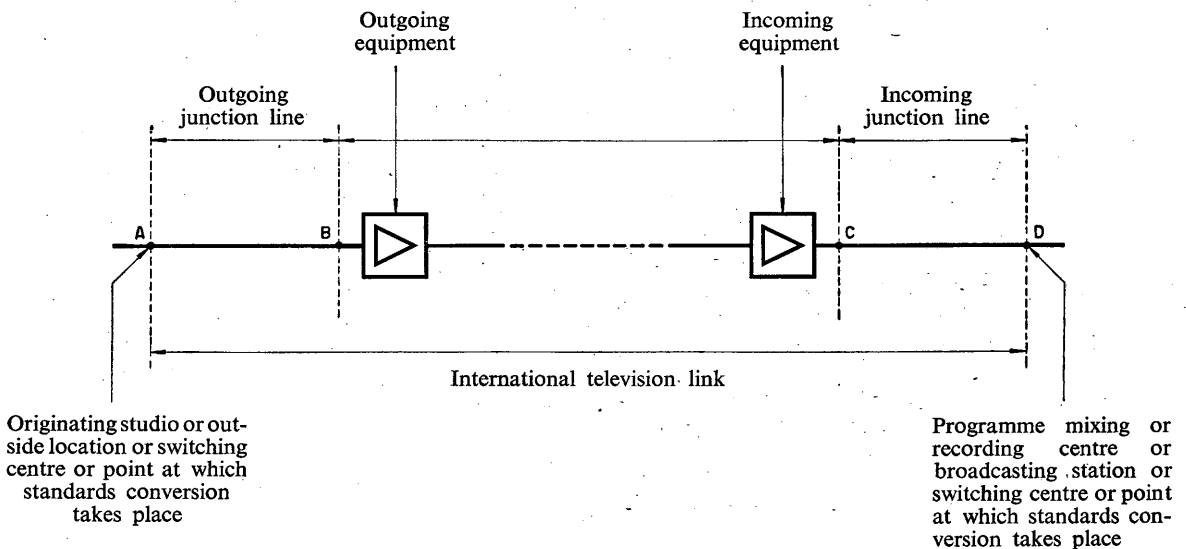 Outgoing
equipment
Incoming
equipment
Outgoing
junction line
Incoming
junction line
A
B
C
D
International television link
Originating studio or out-
side location or switching
centre or point at which
standards conversion
takes place
Programme mixing or
recording centre or
broadcasting station or
switching centre or point
at which standards con-
version takes place